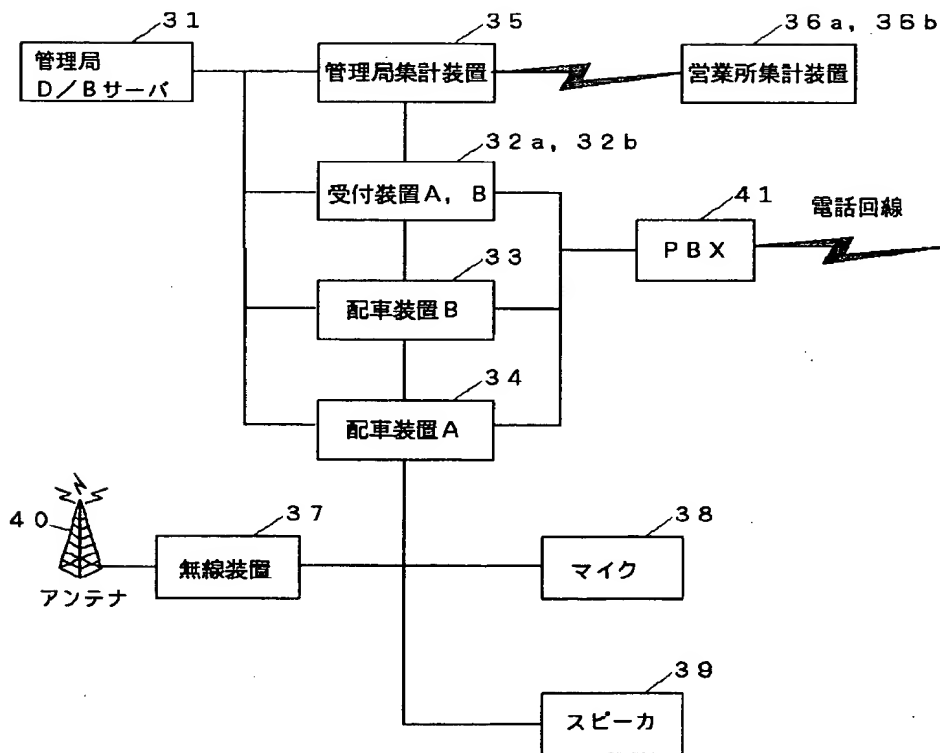 31
管理局
D/Bサーバ
35
管理局集計装置
36a, 36b
営業所集計装置
32a, 32b
受付装置A, B
41
PBX
電話回線
33
配車装置B
34
配車装置A
40
アンテナ
37
無線装置
38
マイク
39
スピーカ